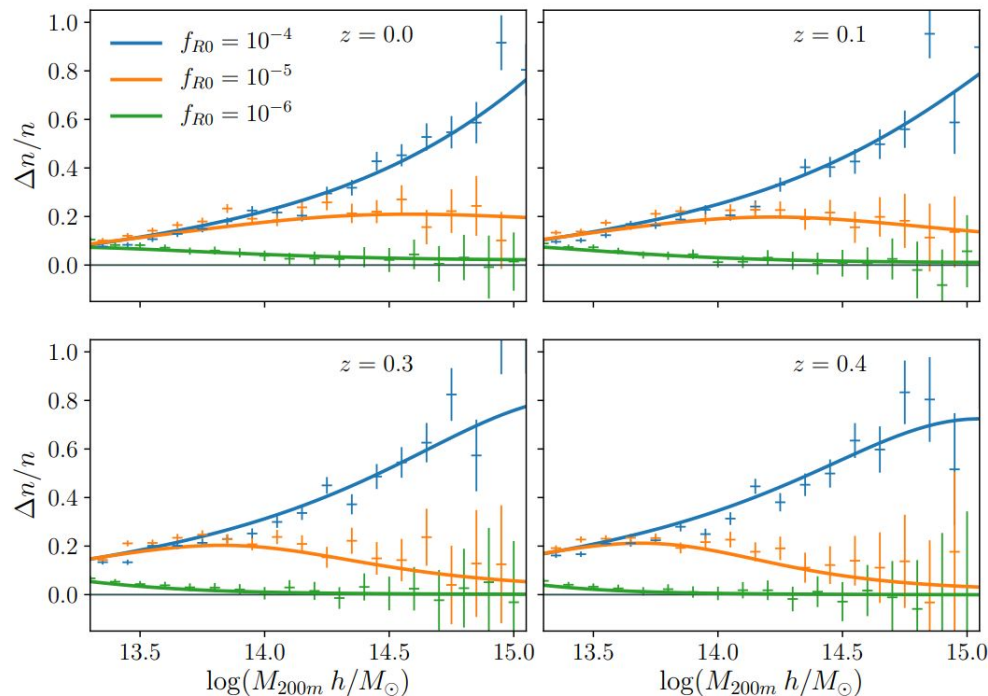 1.0
0.8
0.6
0.4
0.2
0.0
Δn/n
f_{R0} = 10^{-4}
f_{R0} = 10^{-5}
f_{R0} = 10^{-6}
z = 0.0
z = 0.1
1.0
0.8
0.6
0.4
0.2
0.0
Δn/n
z = 0.3
z = 0.4
13.5 14.0 14.5 15.0
13.5 14.0 14.5 15.0
log(M_{200m} h/M_⊙)
log(M_{200m} h/M_⊙)